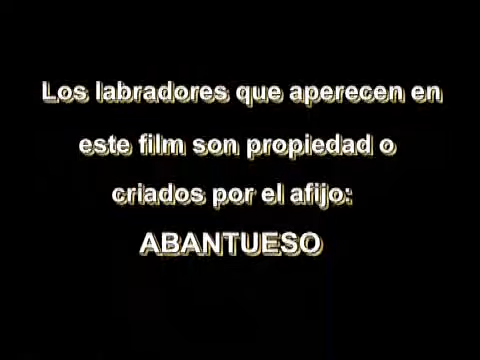 Los labradores que aperecen en
este film son propiedad o
criados por el afijo:
ABANTUESO